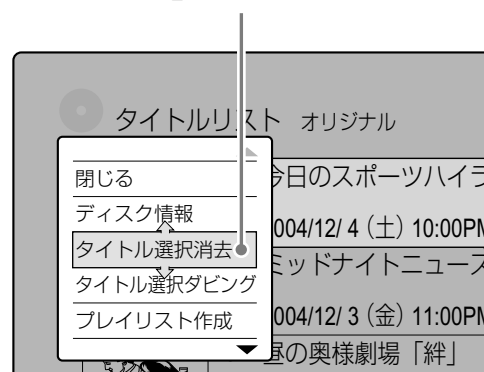 タイトルリスト オリジナル
閉じる
ディスク情報
タイトル選択消去
タイトル選択ダビング
プレイリスト作成
今日のスポーツハイラ
004/12/ 4（土）10:00PM
ミッドナイトニュース
004/12/ 3（金）11:00PM
昼の奥様劇場「絆」